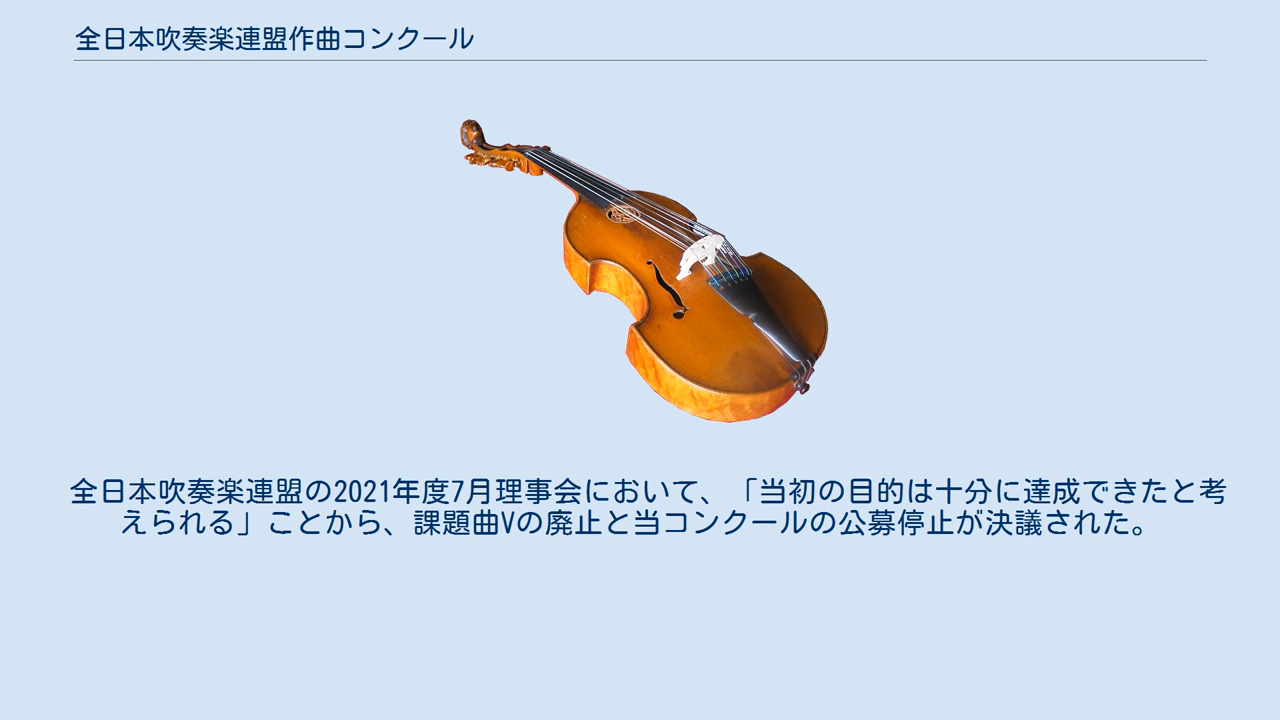 全日本吹奏楽連盟作曲コンクール
全日本吹奏楽連盟の2021年度7月理事会において、「当初の目的は十分に達成できたと考
えられる」ことから、課題曲Vの廃止と当コンクールの公募停止が決議された。